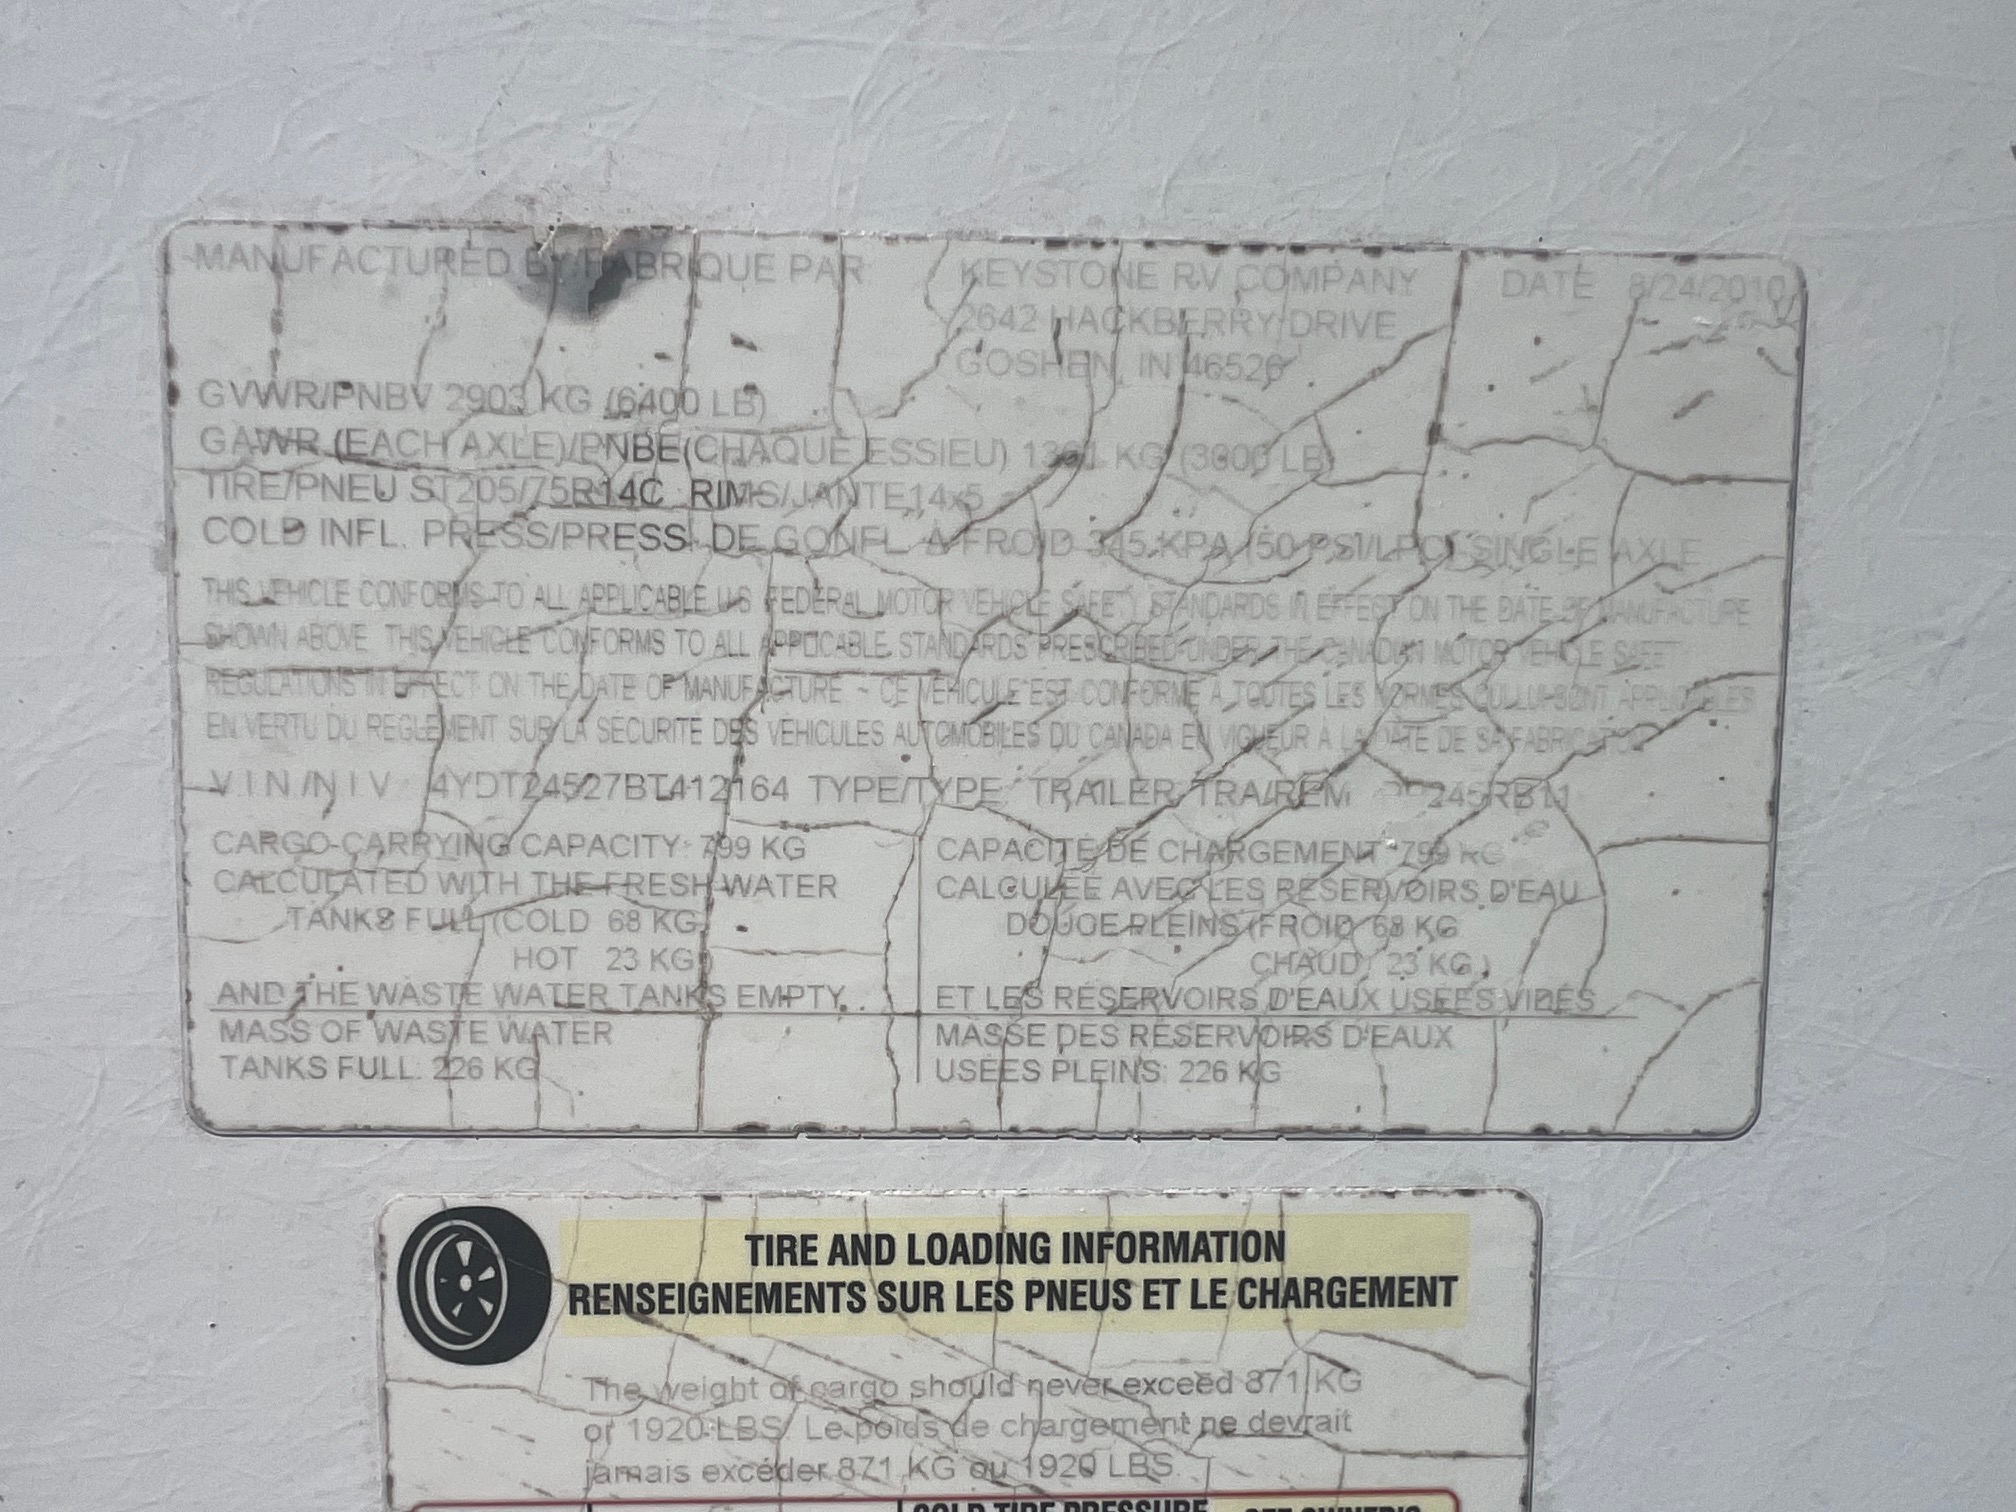 MANUFACTURED BY/FABRIQUE PAR KEYSTONE RV COMPANY DATE 8/24/2010
2642 HACKBERRY DRIVE
GOSHEN, IN 46526
GVWR/PNBV 2903 KG (6400 LB)
GAWR (EACH AXLE)/PNBE(CHAQUE ESSIEU) 1361 KG (3000 LB)
TIRE/PNEU ST205/75R14C RIMS/JANTE 14x5
COLD INFL. PRESS/PRESS. DE GONFL A FROID 345 KPA (50 PSI/LPC) SINGLE AXLE
THIS VEHICLE CONFORMS TO ALL APPLICABLE U.S FEDERAL MOTOR VEHICLE SAFETY STANDARDS IN EFFECT ON THE DATE OF MANUFACTURE
SHOWN ABOVE THIS VEHICLE CONFORMS TO ALL APPLICABLE STANDARDS PRESCRIBED UNDER THE CANADIAN MOTOR VEHICLE SAFETY
REGULATIONS IN EFFECT ON THE DATE OF MANUFACTURE - CE VEHICULE EST CONFORME A TOUTES LES NORMES QUI LUI SONT APPLICABLES
EN VERTU DU REGLEMENT SUR LA SECURITE DES VEHICULES AUTOMOBILES DU CANADA EN VIGUEUR A LA DATE DE SA FABRICATION
V I N /N I V 4YDT24527BT412164 TYPE/TYPE TRAILER TRA/REM
CARGO-CARRYING CAPACITY: 799 KG
CALCULATED WITH THE FRESH WATER
TANKS FULL (COLD 68 KG
HOT 23 KG)
AND THE WASTE WATER TANKS EMPTY.
CAPACITE DE CHARGEMENT 799 KG
CALCULEE AVEC LES RESERVOIRS D'EAU
DOUCE PLEINS (FROID 68 KG
CHAUD 23 KG)
ET LES RESERVOIRS D'EAUX USEES VIDES
MASS OF WASTE WATER
TANKS FULL: 226 KG
MASSE DES RESERVOIRS D'EAUX
USEES PLEINS: 226 KG
TIRE AND LOADING INFORMATION
RENSEIGNEMENTS SUR LES PNEUS ET LE CHARGEMENT
The weight of cargo should never exceed 871 KG
or 1920 LBS/ Le poids de chargement ne devrait
jamais excéder 871 KG ou 1920 LBS.
COLD TIRE PRESSURE SEE OWNER'S